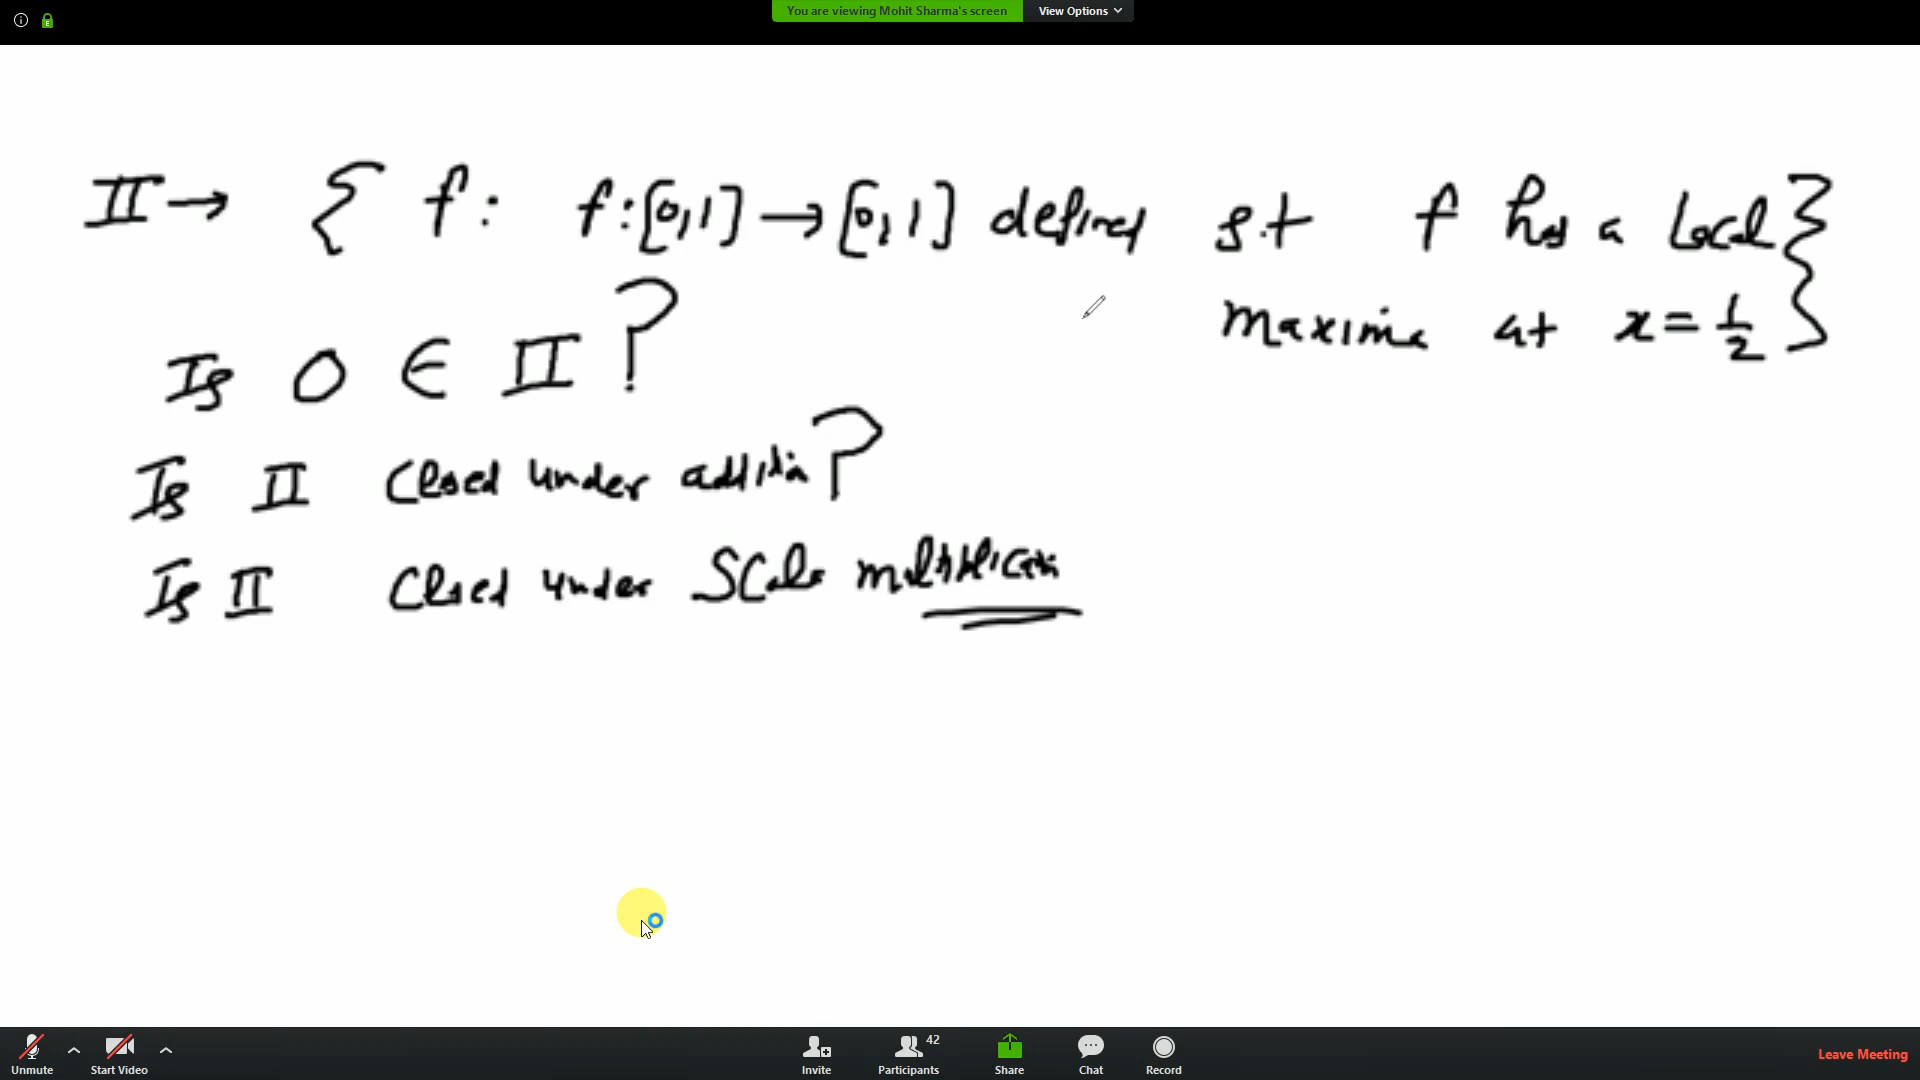 You are viewing Mohit Sharma's screen View Options
II → { f : f : [0,1] → [0,1] defined s.t f has a local
maxima at x = 1/2 }
Is 0 ∈ II ?
Is II Closed under addition ?
Is II Closed under Scalar multiplication
Unmute Start Video Invite Participants 42 Share Chat Record Leave Meeting